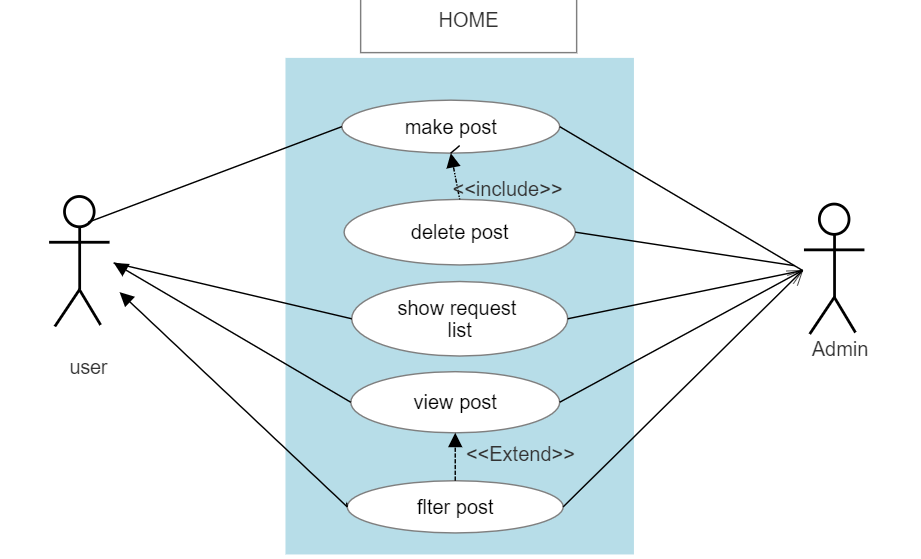 HOME
make post
<<include>>
delete post
show request
list
view post
<<Extend>>
flter post
user
Admin